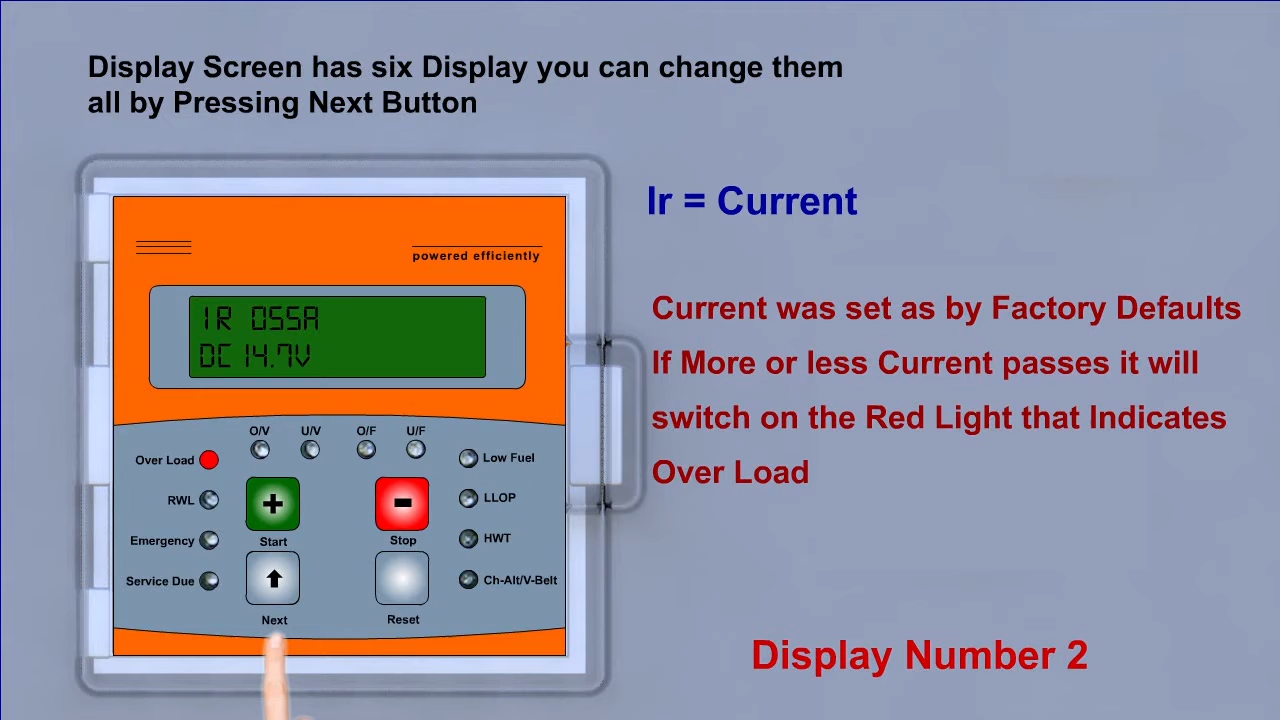 Display Screen has six Display you can change them
all by Pressing Next Button
Ir = Current
powered efficiently
IR 055A
DC 14.7V
Current was set as by Factory Defaults
If More or less Current passes it will
switch on the Red Light that Indicates
Over Load
O/V U/V O/F U/F
Over Load
Low Fuel
RWL
LLOP
Start
Stop
Emergency
HWT
Service Due
Ch-Alt/V-Belt
Next
Reset
Display Number 2